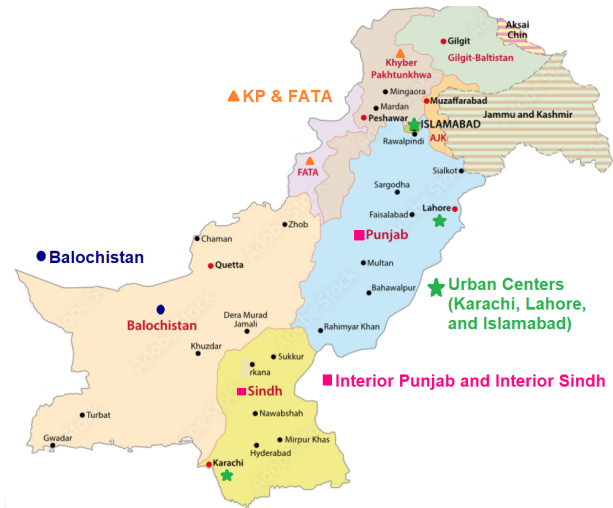 Aksai
Chin
Gilgit
Gilgit-Baltistan
Khyber
Pakhtunkhwa
KP & FATA
Mingaora
Mardan
Muzaffarabad
Peshawar
ISLAMABAD
Jammu and Kashmir
AJK
Rawalpindi
FATA
Sialkot
Sargodha
Lahore
Faisalabad
Zhob
Chaman
Punjab
Balochistan
Quetta
Multan
Urban Centers
(Karachi, Lahore,
and Islamabad)
Bahawalpur
Balochistan
Dera Murad
Jamali
Rahimyar Khan
Khuzdar
Sukkur
rkana
Interior Punjab and Interior Sindh
Sindh
Turbat
Nawabshah
Gwadar
Mirpur Khas
Hyderabad
Karachi